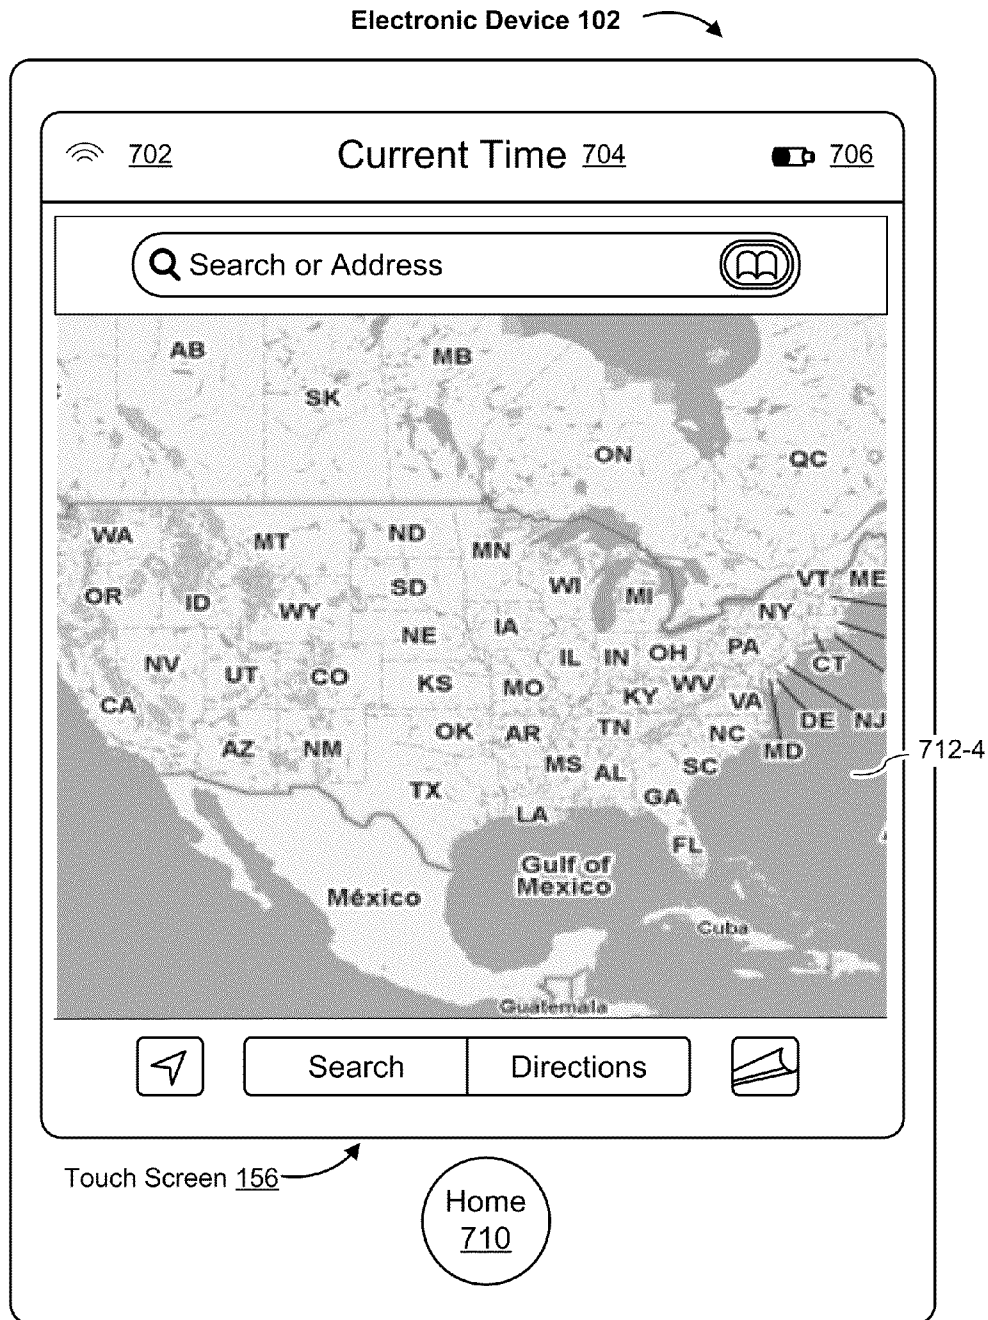 Electronic Device 102
702 Current Time 704 706
Search or Address
AB
MB
SK
ON
QC
WA
MT
ND
MN
OR
ID
SD
WI
MI
VT
ME
WY
NE
IA
NY
NV
UT
CO
KS
IL
IN
OH
PA
CT
CA
MO
KY
WV
VA
DE
NJ
OK
AR
TN
NC
MD
AZ
NM
712-4
MS
AL
SC
TX
GA
LA
FL
Gulf of
Mexico
México
Cuba
Guatemala
Search Directions
Touch Screen 156
Home
710